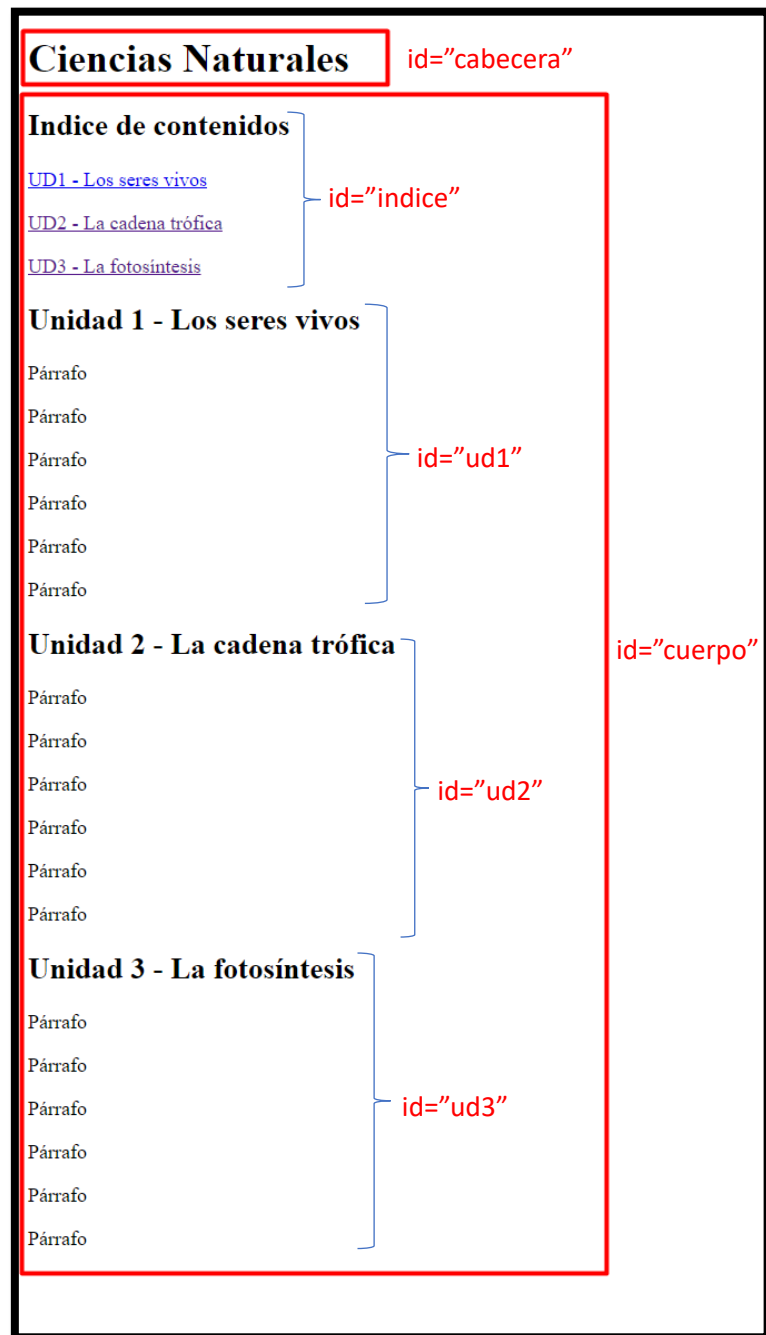 Ciencias Naturales id="cabecera"
Indice de contenidos
UD1 - Los seres vivos
id="indice"
UD2 - La cadena trófica
UD3 - La fotosíntesis
Unidad 1 - Los seres vivos
Párrafo
Párrafo
Párrafo id="ud1"
Párrafo
Párrafo
Párrafo
Unidad 2 - La cadena trófica id="cuerpo"
Párrafo
Párrafo
Párrafo id="ud2"
Párrafo
Párrafo
Párrafo
Unidad 3 - La fotosíntesis
Párrafo
Párrafo
Párrafo id="ud3"
Párrafo
Párrafo
Párrafo